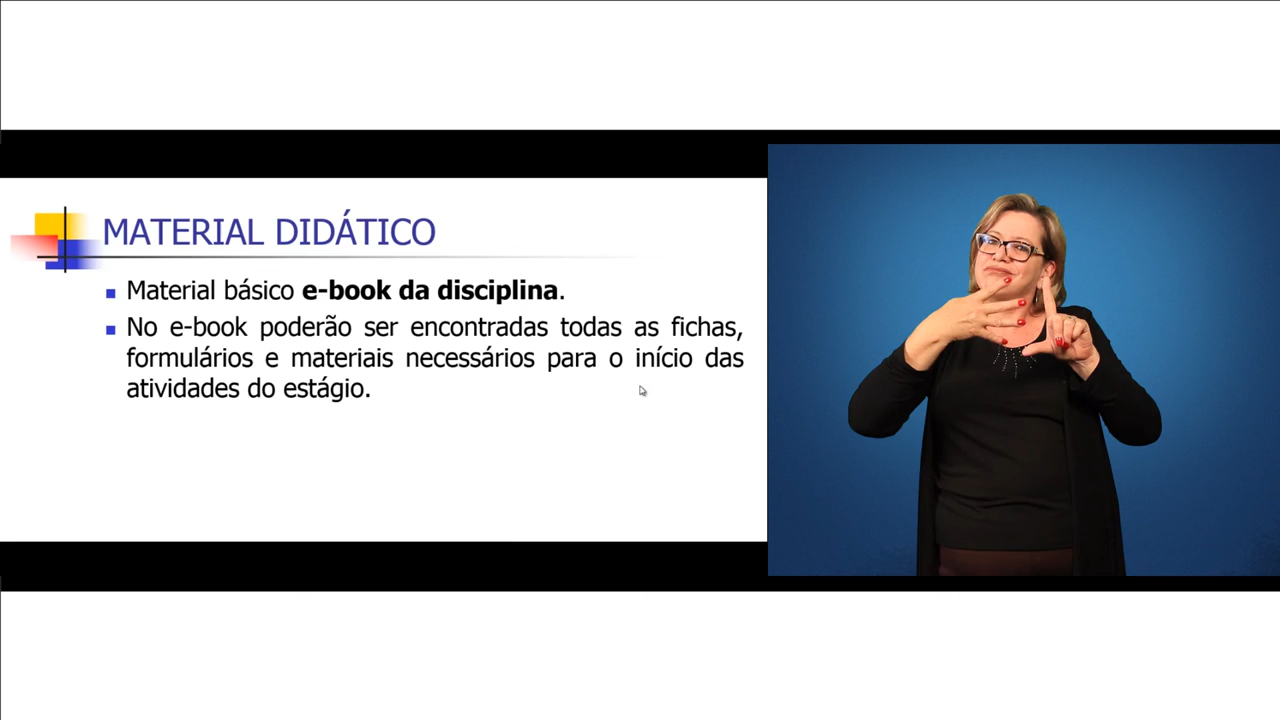 MATERIAL DIDÁTICO
Material básico e-book da disciplina.
No e-book poderão ser encontradas todas as fichas,
formulários e materiais necessários para o início das
atividades do estágio.